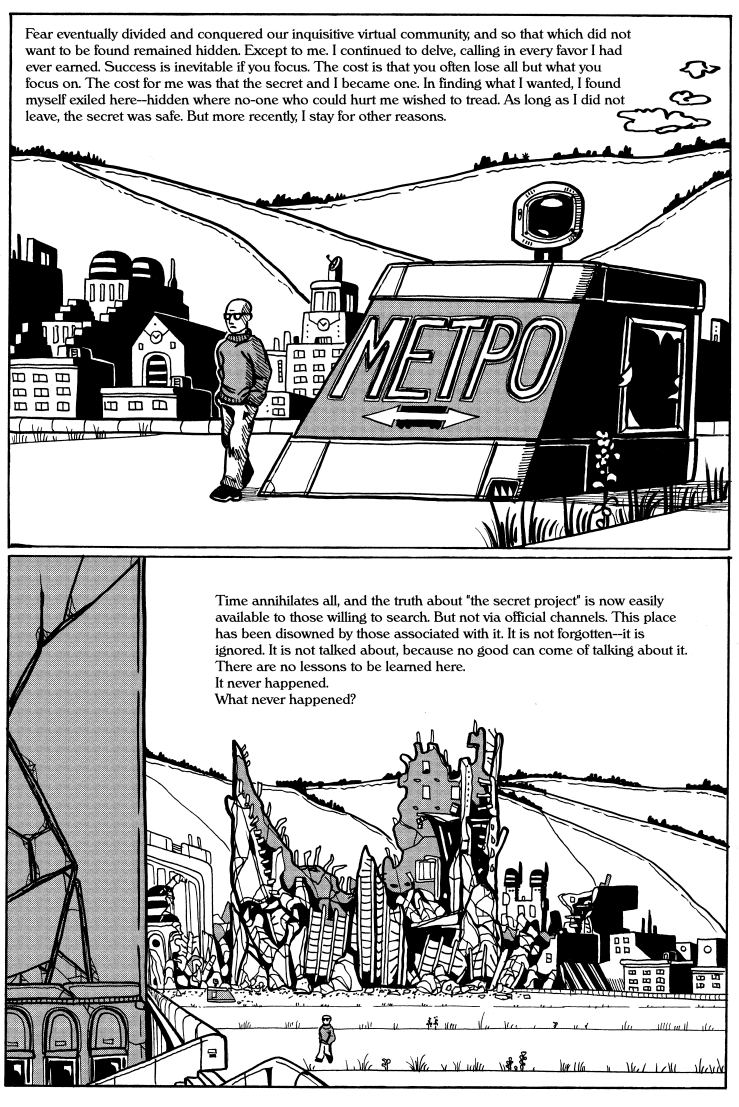 Fear eventually divided and conquered our inquisitive virtual community, and so that which did not
want to be found remained hidden. Except to me. I continued to delve, calling in every favor I had
ever earned. Success is inevitable if you focus. The cost is that you often lose all but what you
focus on. The cost for me was that the secret and I became one. In finding what I wanted, I found
myself exiled here--hidden where no-one who could hurt me wished to tread. As long as I did not
leave, the secret was safe. But more recently, I stay for other reasons.
МЕТРО
Time annihilates all, and the truth about "the secret project" is now easily
available to those willing to search. But not via official channels. This place
has been disowned by those associated with it. It is not forgotten--it is
ignored. It is not talked about, because no good can come of talking about it.
There are no lessons to be learned here.
It never happened.
What never happened?